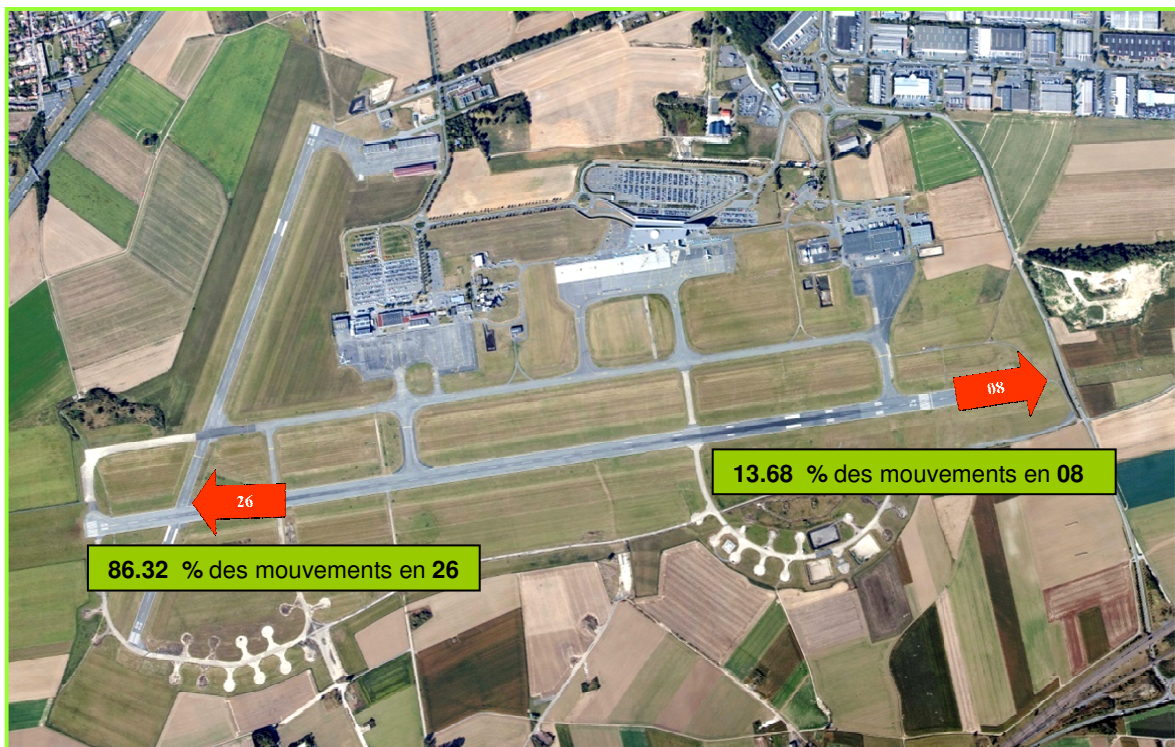 08
13.68 % des mouvements en 08
26
86.32 % des mouvements en 26